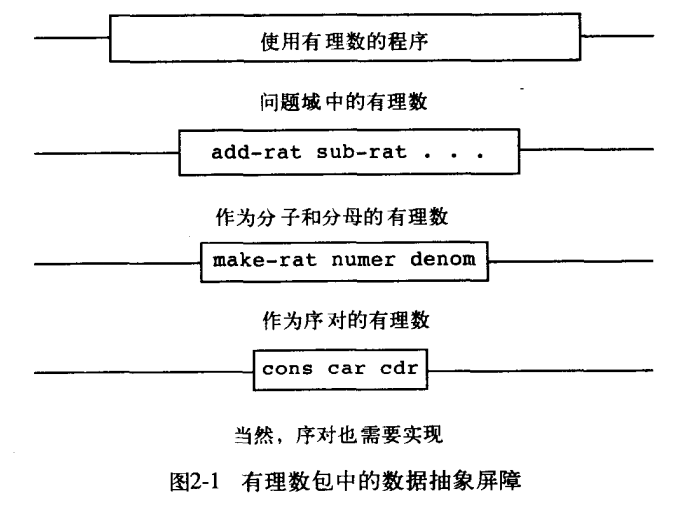 使用有理数的程序
问题域中的有理数
add-rat sub-rat . . .
作为分子和分母的有理数
make-rat numer denom
作为序对的有理数
cons car cdr
当然，序对也需要实现
图2-1 有理数包中的数据抽象屏障